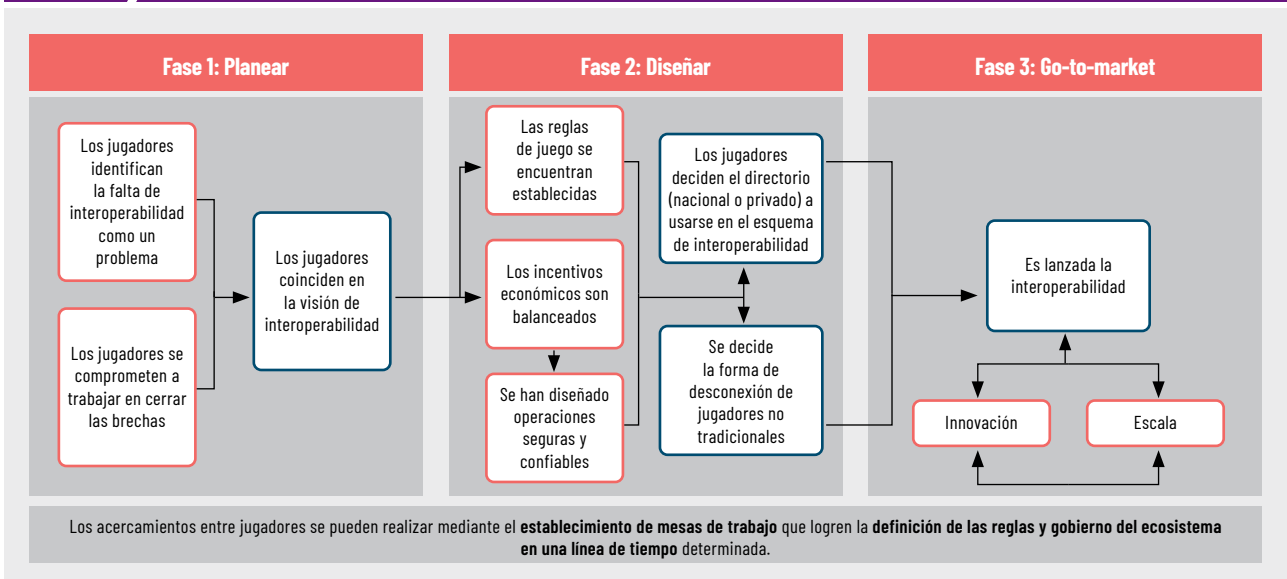 Fase 1: Planear
Los jugadores
identifican
la falta de
interoperabilidad
como un
problema
Los jugadores se
comprometen a
trabajar en cerrar
las brechas
Los jugadores
coinciden en
la visión de
interoperabilidad
Fase 2: Diseñar
Las reglas
de juego se
encuentran
establecidas
Los incentivos
económicos son
balanceados
Se han diseñado
operaciones
seguras y
confiables
Los jugadores
deciden el directorio
(nacional o privado) a
usarse en el esquema
de interoperabilidad
Se decide
la forma de
desconexión de
jugadores no
tradicionales
Fase 3: Go-to-market
Es lanzada la
interoperabilidad
Innovación
Escala
Los acercamientos entre jugadores se pueden realizar mediante el establecimiento de mesas de trabajo que logren la definición de las reglas y gobierno del ecosistema
en una línea de tiempo determinada.